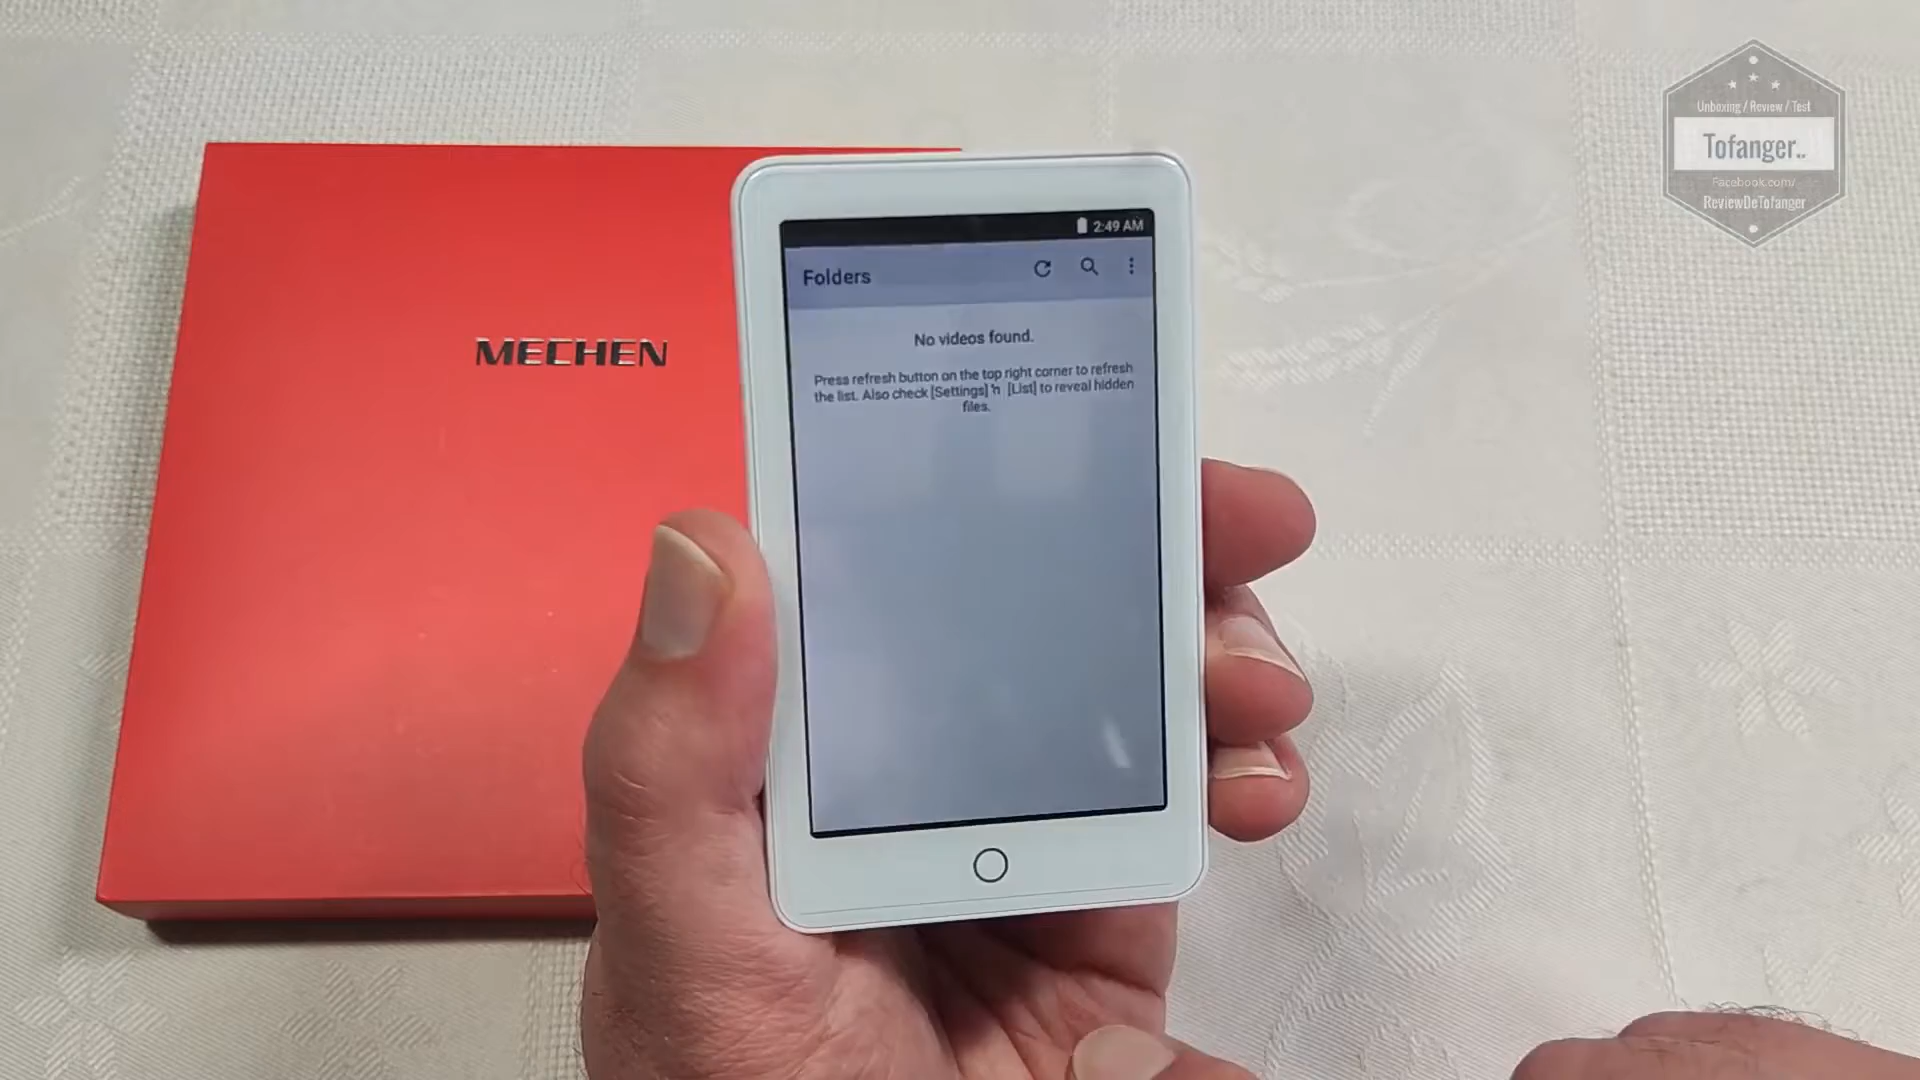 Unboxing / Review / Test
Tofanger..
Facebook.com/
ReviewDeTofanger
MECHEN
2:49 AM
Folders
No videos found.
Press refresh button on the top right corner to refresh
the list. Also check [Settings] 'n [List] to reveal hidden
files.